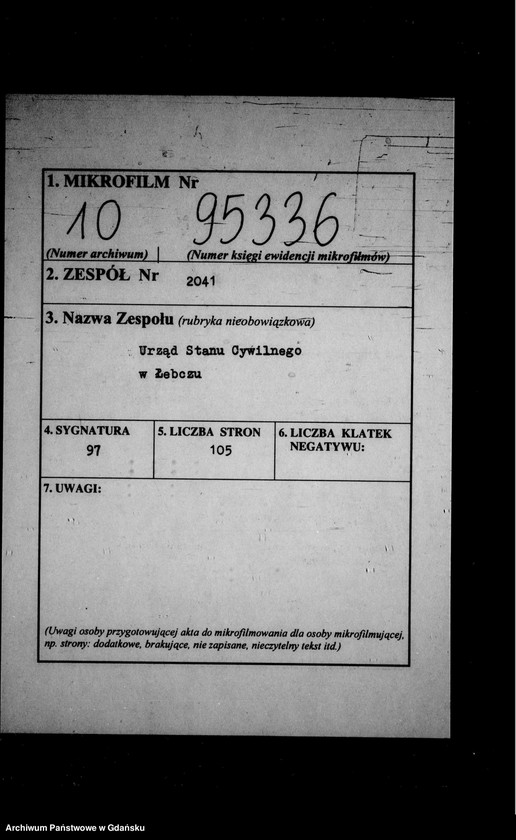 1. MIKROFILM Nr
10 95336
(Numer archiwum) (Numer księgi ewidencji mikrofilmów)
2. ZESPÓŁ Nr 2041
3. Nazwa Zespołu (rubryka nieobowiązkowa)
Urząd Stanu Cywilnego
w Żebczu
4. SYGNATURA 5. LICZBA STRON 6. LICZBA KLATEK
NEGATYWU:
97 105
7. UWAGI:
(Uwagi osoby przygotowującej akta do mikrofilmowania dla osoby mikrofilmującej,
np. strony: dodatkowe, brakujące, nie zapisane, nieczytelny tekst itd.)
Archiwum Państwowe w Gdańsku